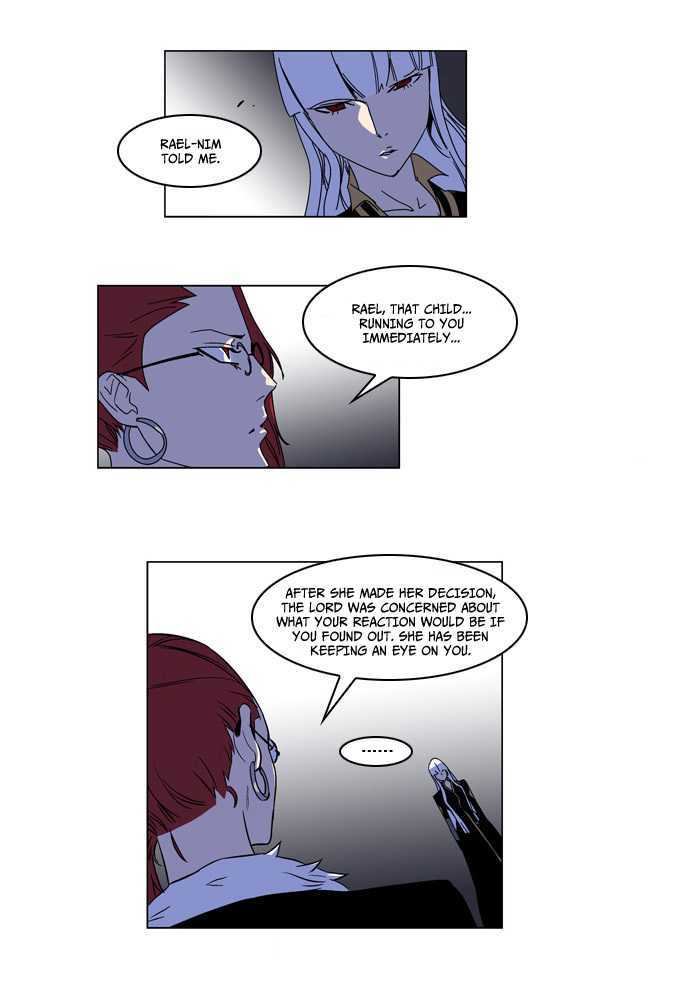 RAEL-NIM
TOLD ME.
RAEL, THAT CHILD...
RUNNING TO YOU
IMMEDIATELY...
AFTER SHE MADE HER DECISION,
THE LORD WAS CONCERNED ABOUT
WHAT YOUR REACTION WOULD BE IF
YOU FOUND OUT. SHE HAS BEEN
KEEPING AN EYE ON YOU.
------